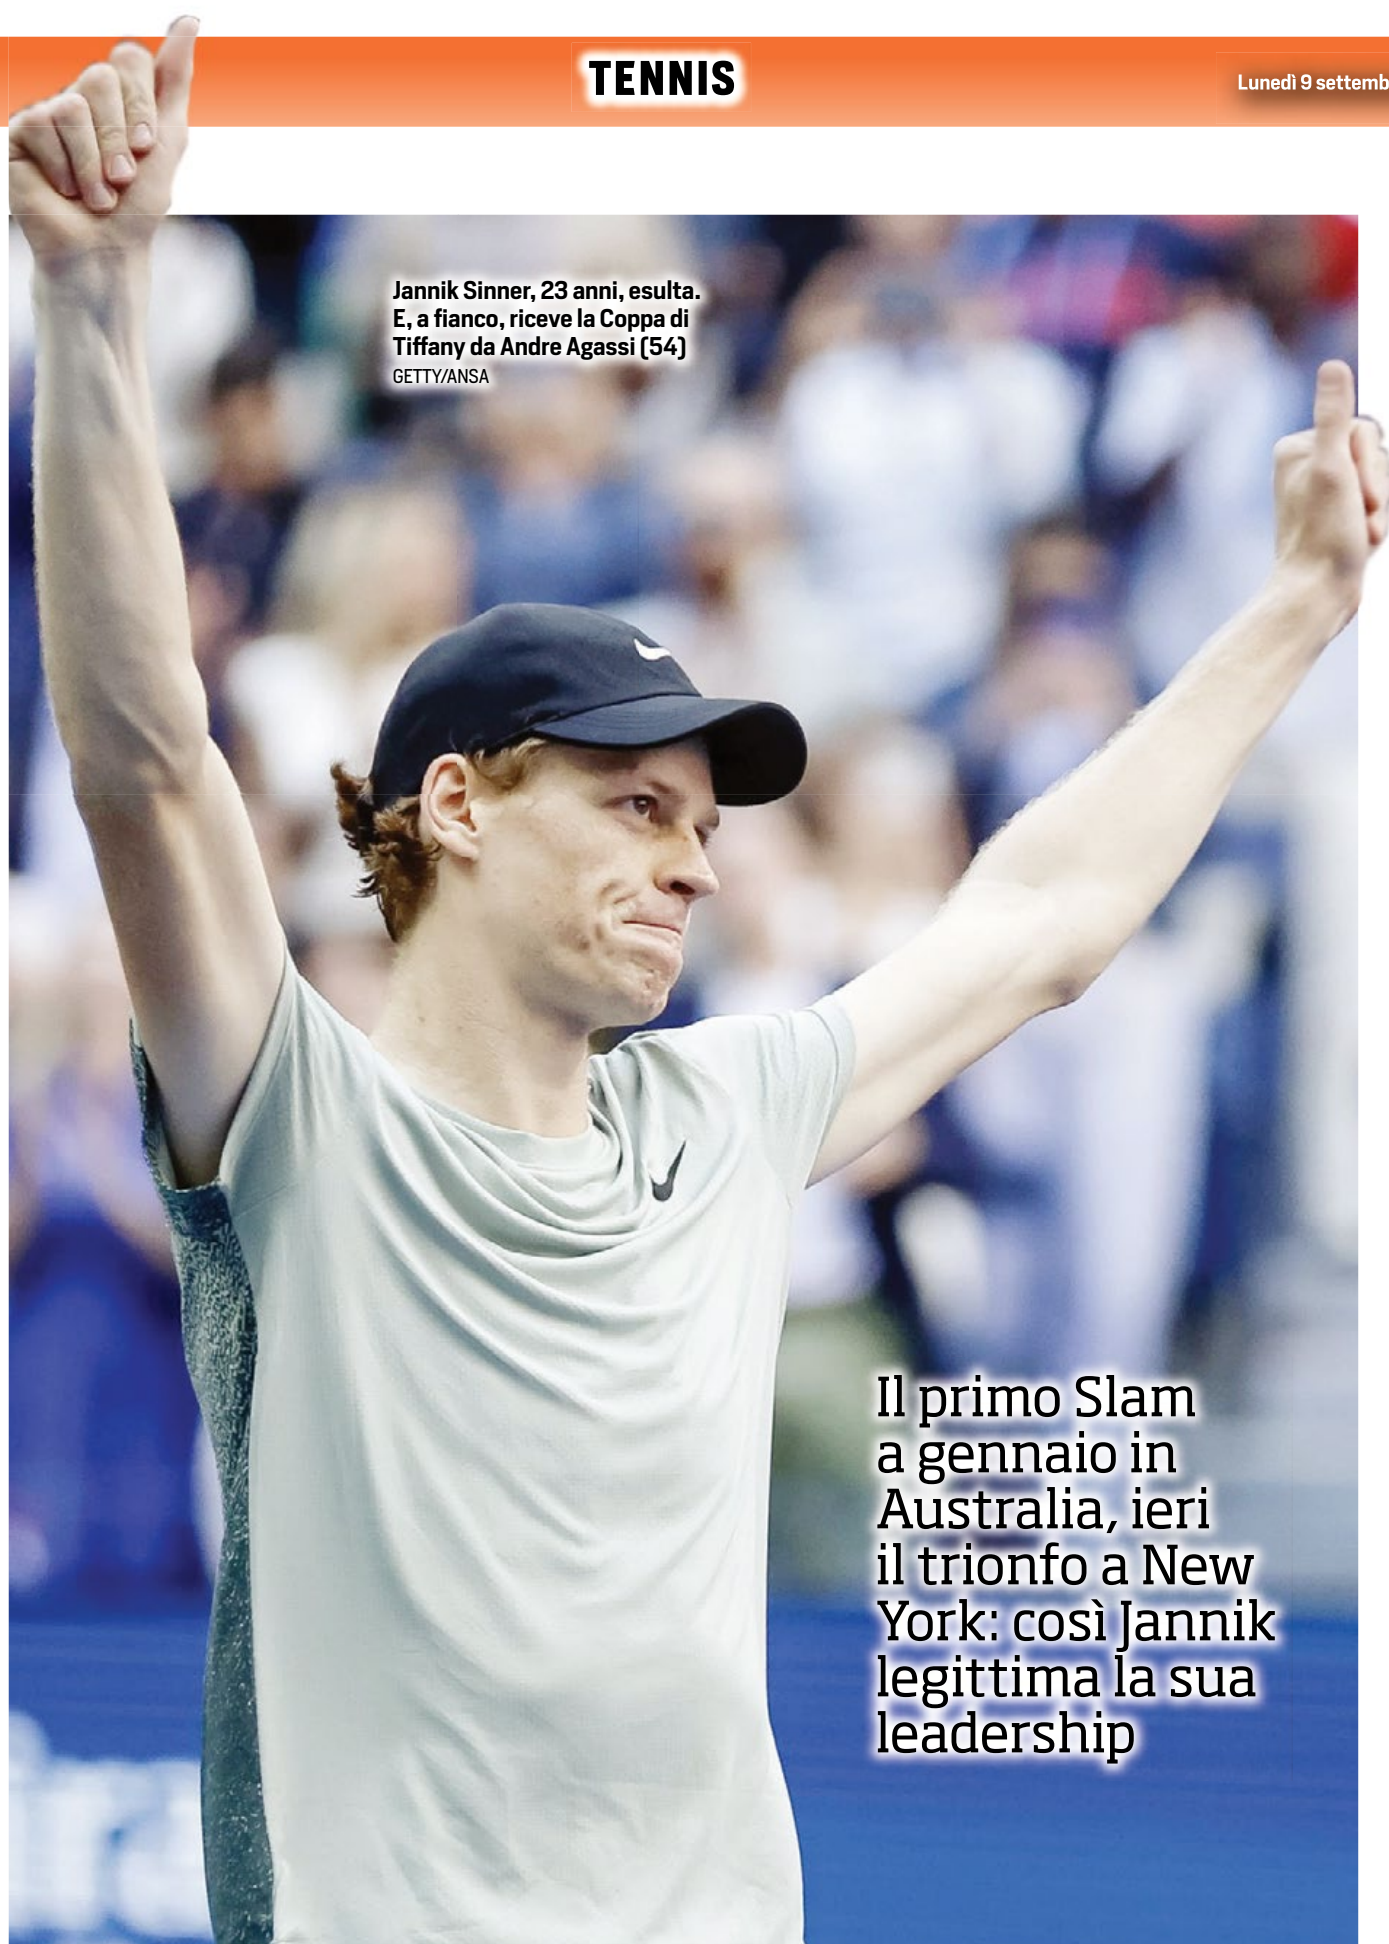 TENNIS
Lunedì 9 settemb
Jannik Sinner, 23 anni, esulta.
E, a fianco, riceve la Coppa di
Tiffany da Andre Agassi (54)
GETTY/ANSA
Il primo Slam
a gennaio in
Australia, ieri
il trionfo a New
York: così Jannik
legittima la sua
leadership